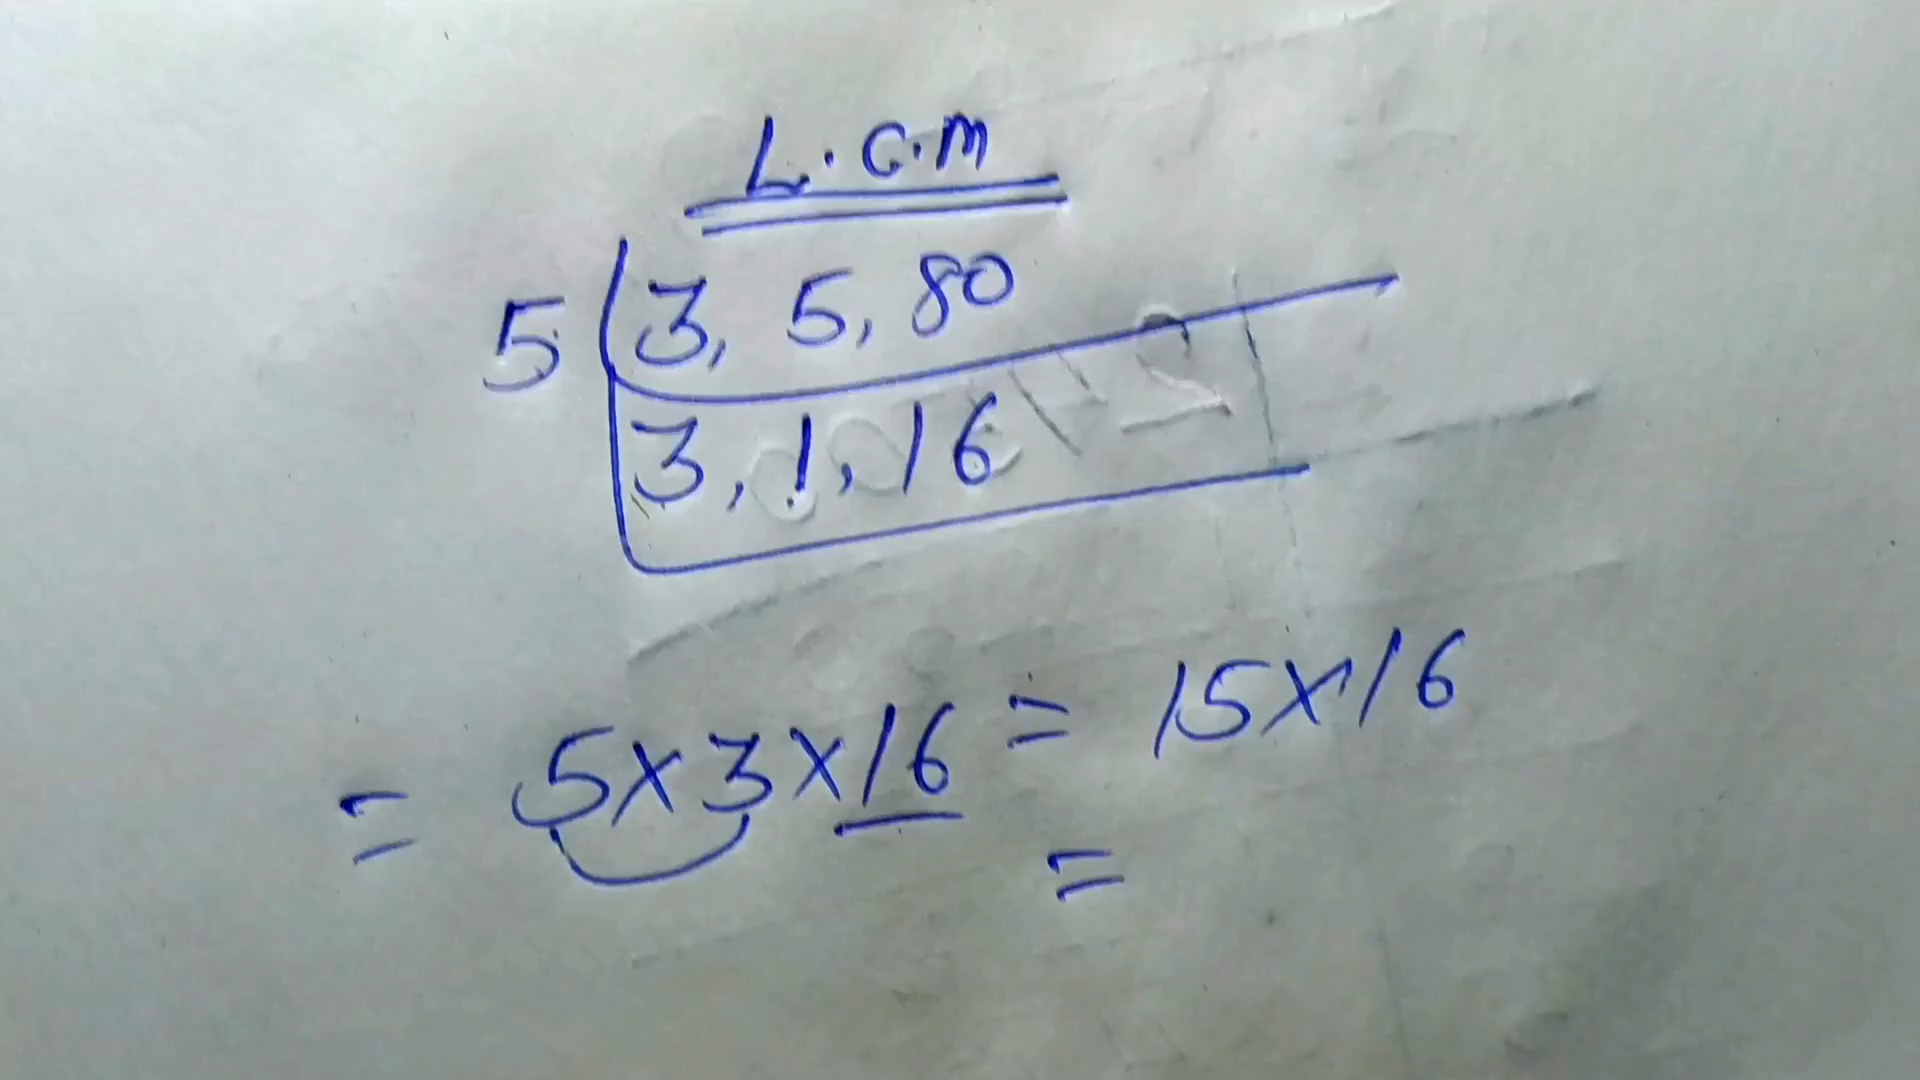 L.C.M
5 3, 5, 80
3, 1, 16
= 5×3×16 = 15×16
=